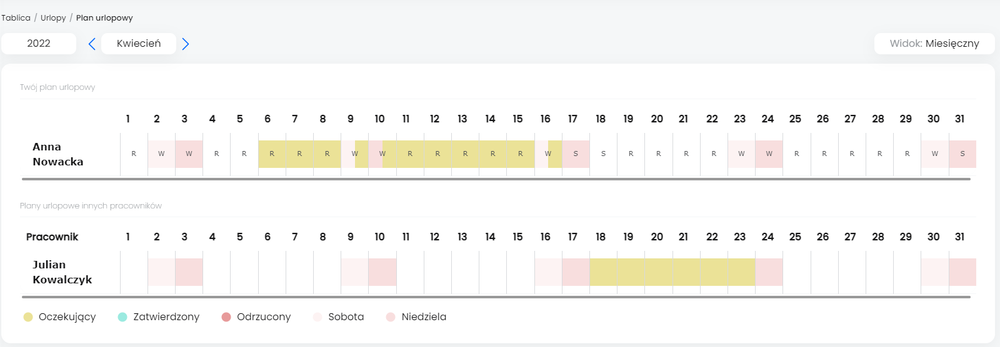 Tablica / Urlopy / Plan urlopowy
2022 Kwiecień Widok: Miesięczny
Twój plan urlopowy
1 2 3 4 5 6 7 8 9 10 11 12 13 14 15 16 17 18 19 20 21 22 23 24 25 26 27 28 29 30 31
Anna
R W W R R R R R W W R R R R R W S S R R R R W W R R R R R W S
Nowacka
Plany urlopowe innych pracowników
Pracownik 1 2 3 4 5 6 7 8 9 10 11 12 13 14 15 16 17 18 19 20 21 22 23 24 25 26 27 28 29 30 31
Julian
Kowalczyk
Oczekujący Zatwierdzony Odrzucony Sobota Niedziela